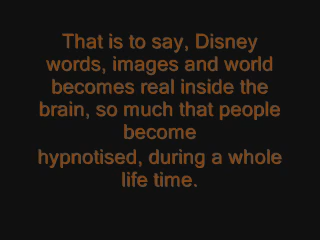 That is to say, Disney
words, images and world
becomes real inside the
brain, so much that people
become
hypnotised, during a whole
life time.